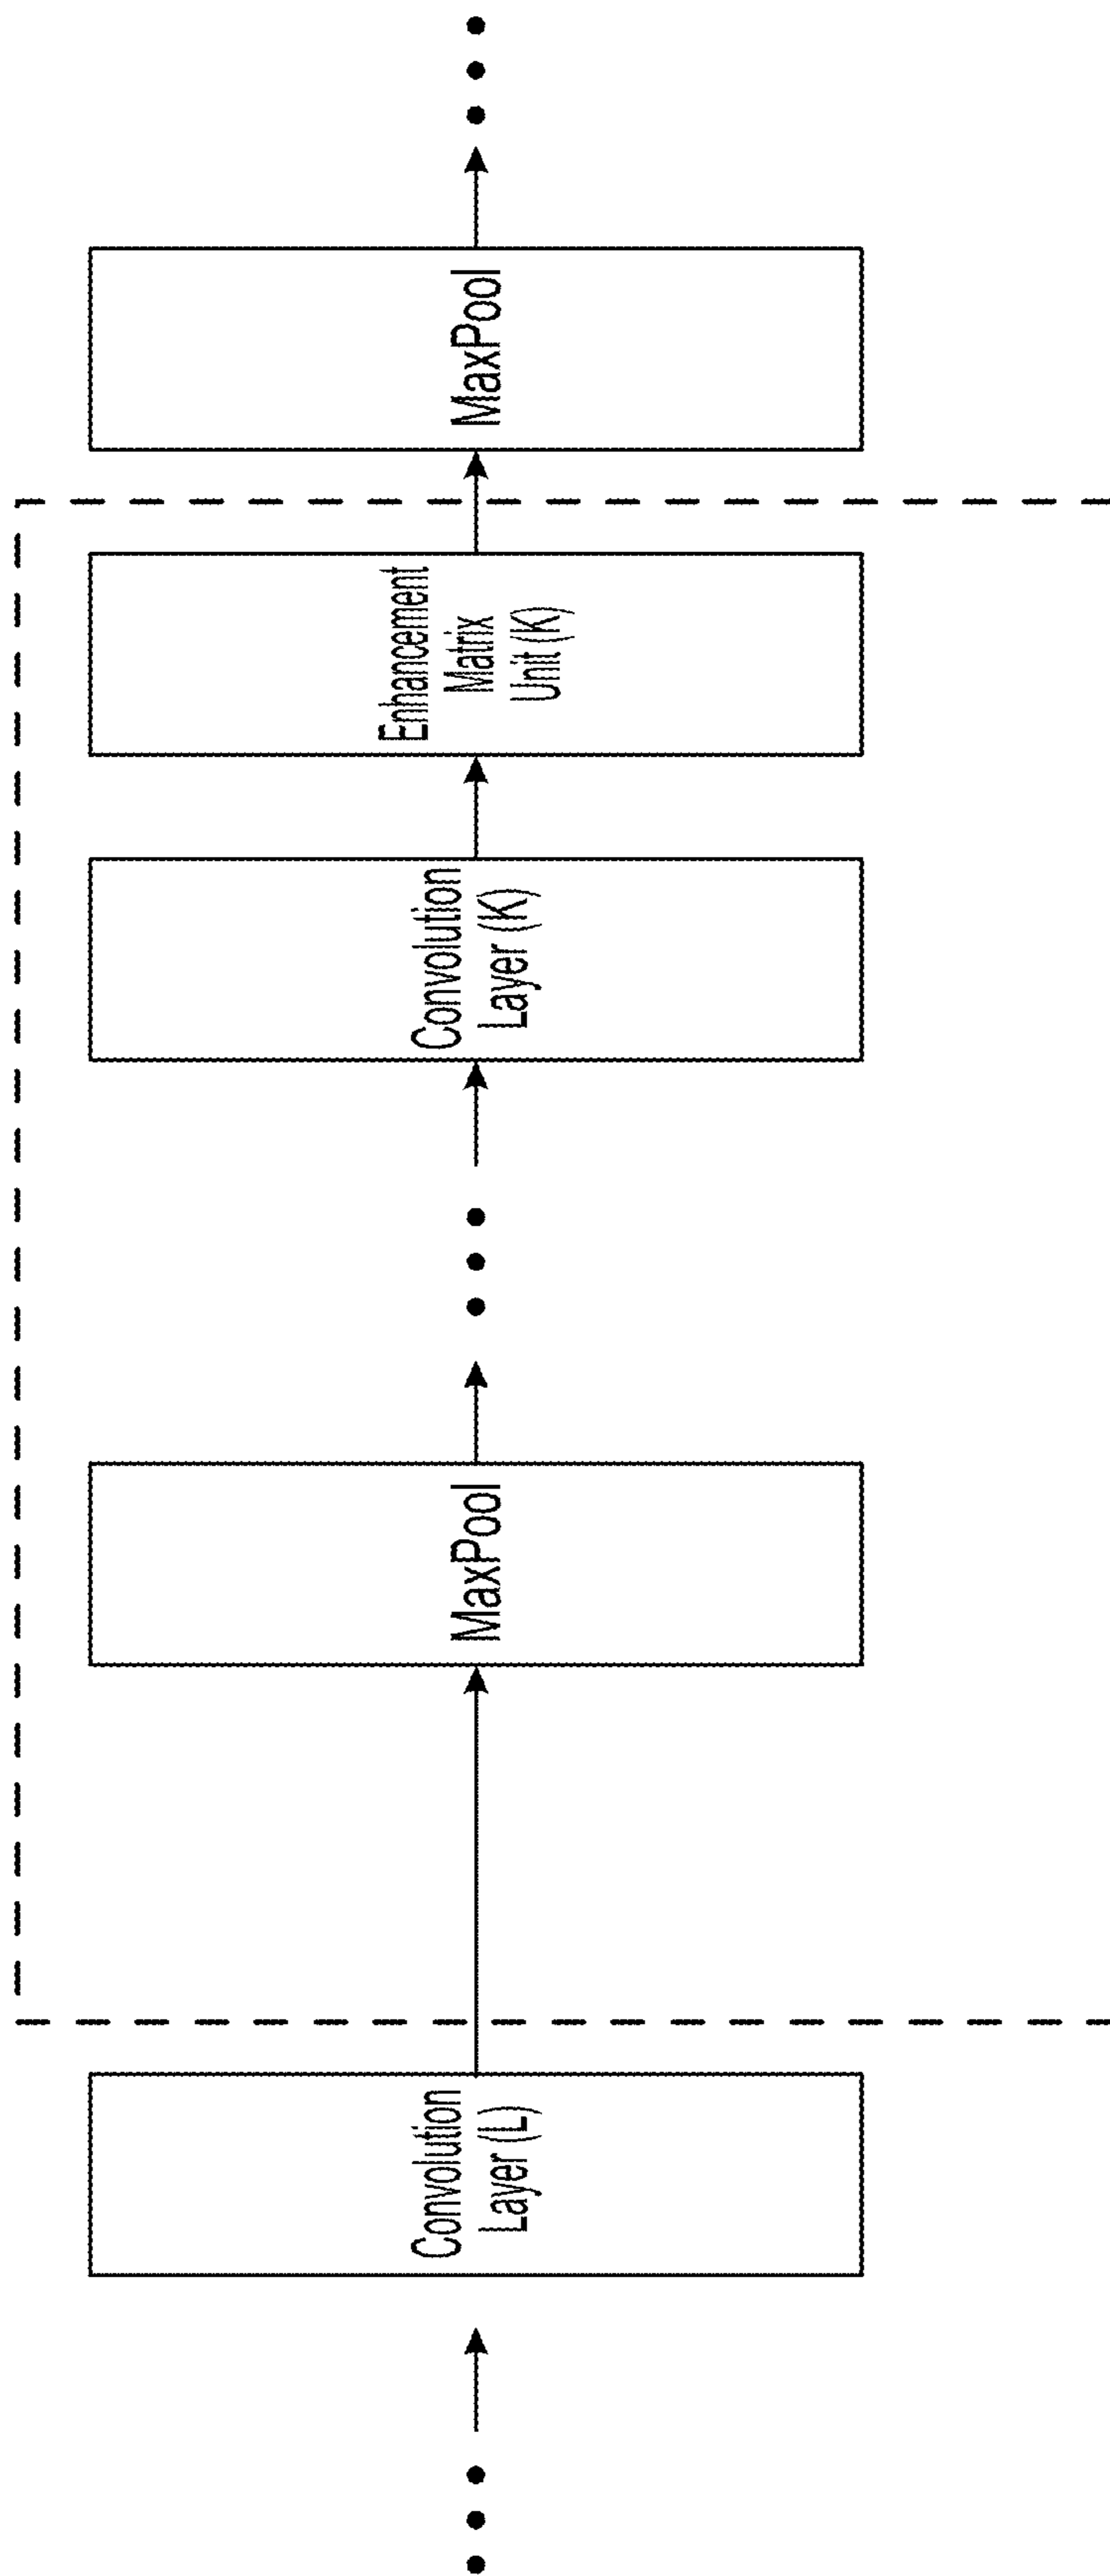 Convolution
Layer (L)
MaxPool
Convolution
Layer (K)
Enhancement
Matrix
Unit (K)
MaxPool